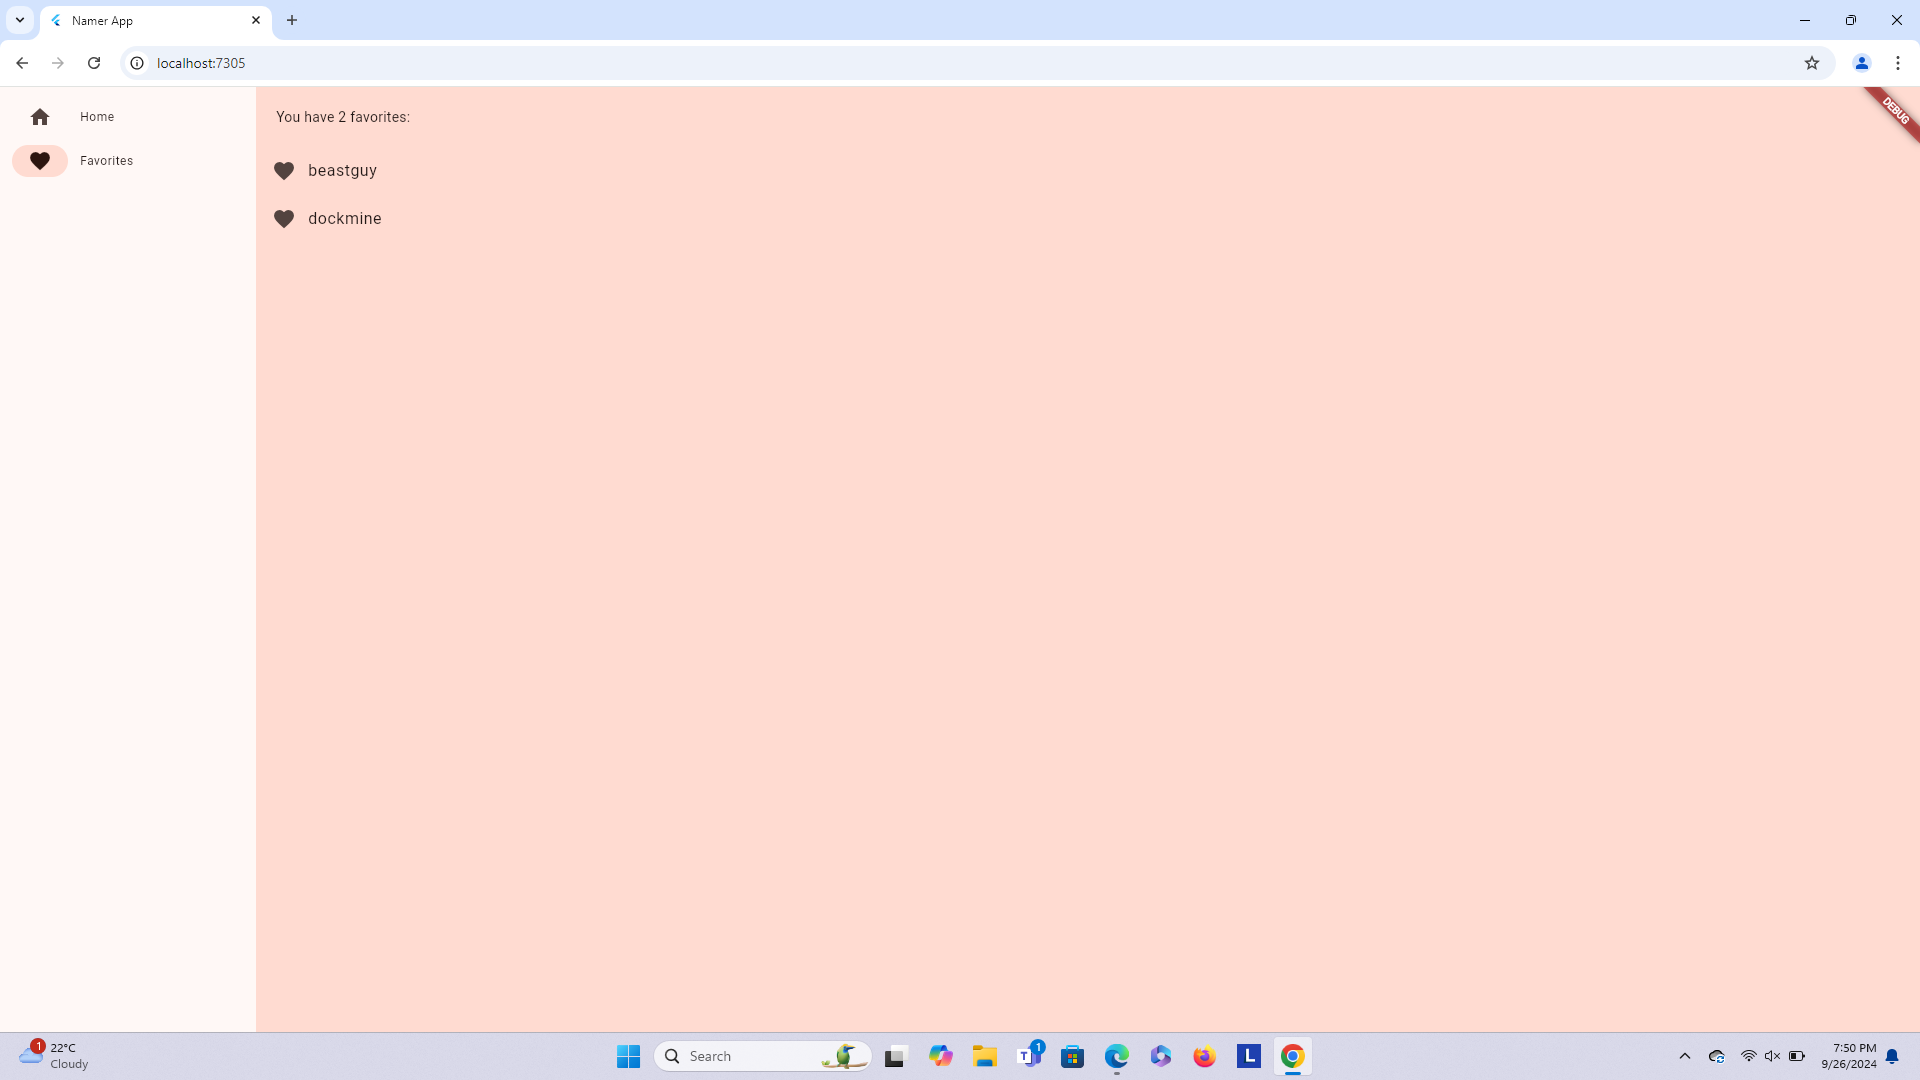 Namer App
localhost:7305
Home
Favorites
You have 2 favorites:
beastguy
dockmine
DEBUG
1
22°C
Cloudy
Search
T
1
L
7:50 PM
9/26/2024